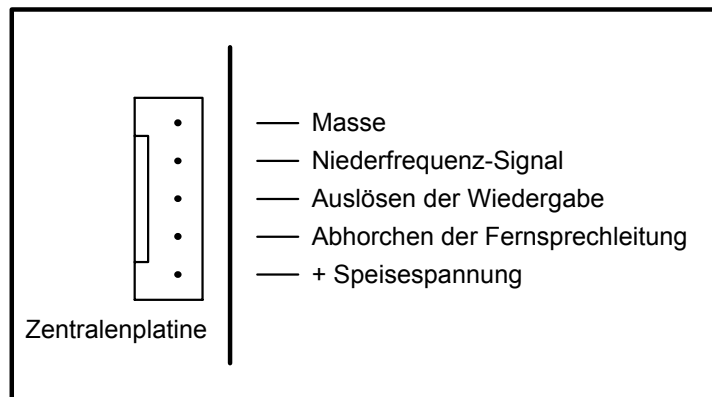 Masse
Niederfrequenz-Signal
Auslösen der Wiedergabe
Abhorchen der Fernsprechleitung
+ Speisespannung
Zentralenplatine